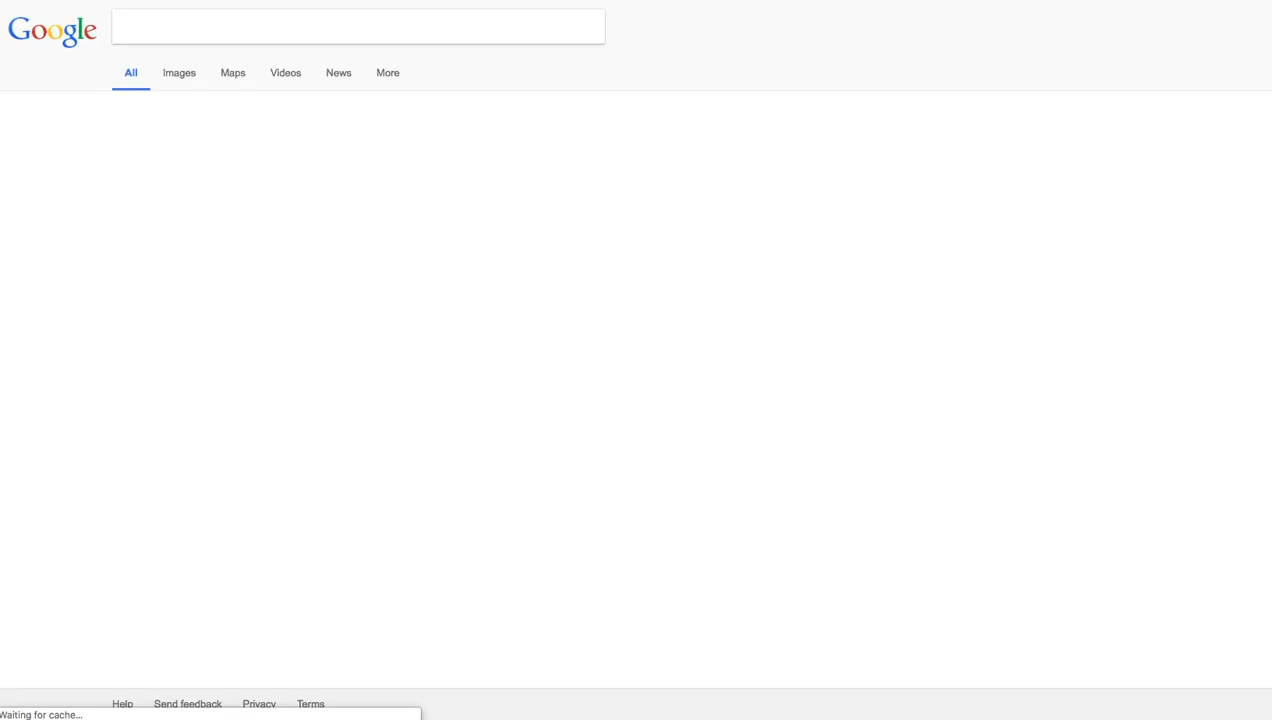 Google
All Images Maps Videos News More
Help Send feedback Privacy Terms
Waiting for cache...